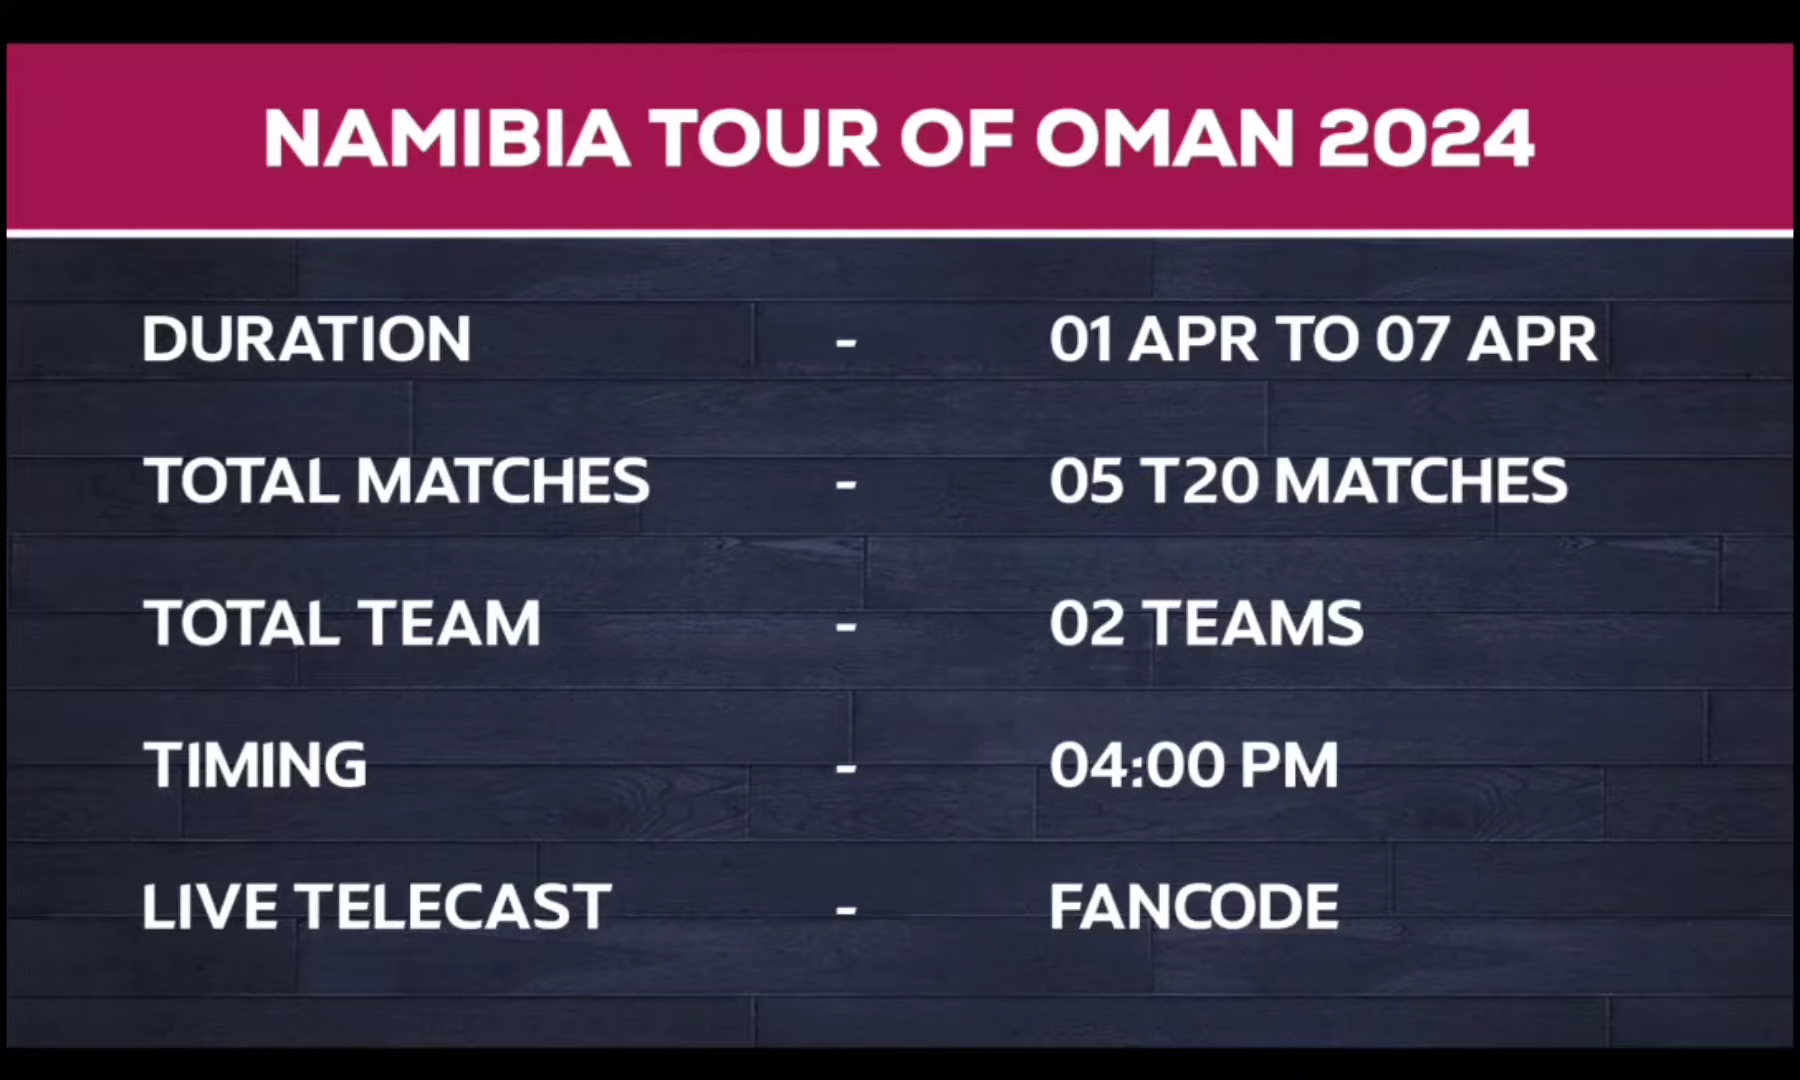 NAMIBIA TOUR OF OMAN 2024
DURATION - 01 APR TO 07 APR
TOTAL MATCHES - 05 T20 MATCHES
TOTAL TEAM - 02 TEAMS
TIMING - 04:00 PM
LIVE TELECAST - FANCODE